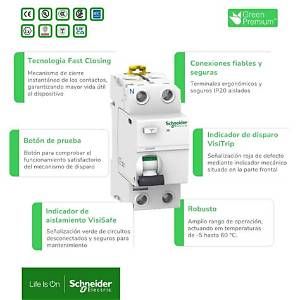 Green
Premium™
Tecnología Fast Closing
Mecanismo de cierre
instantáneo de los contactos,
garantizando mayor vida útil
al dispositivo
Conexiones fiables y
seguras
Terminales ergonómicos y
seguros IP20 aislados
N
Schneider
Botón de prueba
Botón para comprobar el
funcionamiento satisfactorio
del mecanismo de disparo
Indicador de disparo
VisiTrip
Señalización roja de defecto
mediante indicador mecánico
situado en la parte frontal
Indicador de
aislamiento VisiSafe
Señalización verde de circuitos
desconectados y seguros para
mantenimiento
Robusto
Amplio rango de operación,
actuando en temperaturas
de -5 hasta 60 °C.
Life Is On
Schneider
Electric